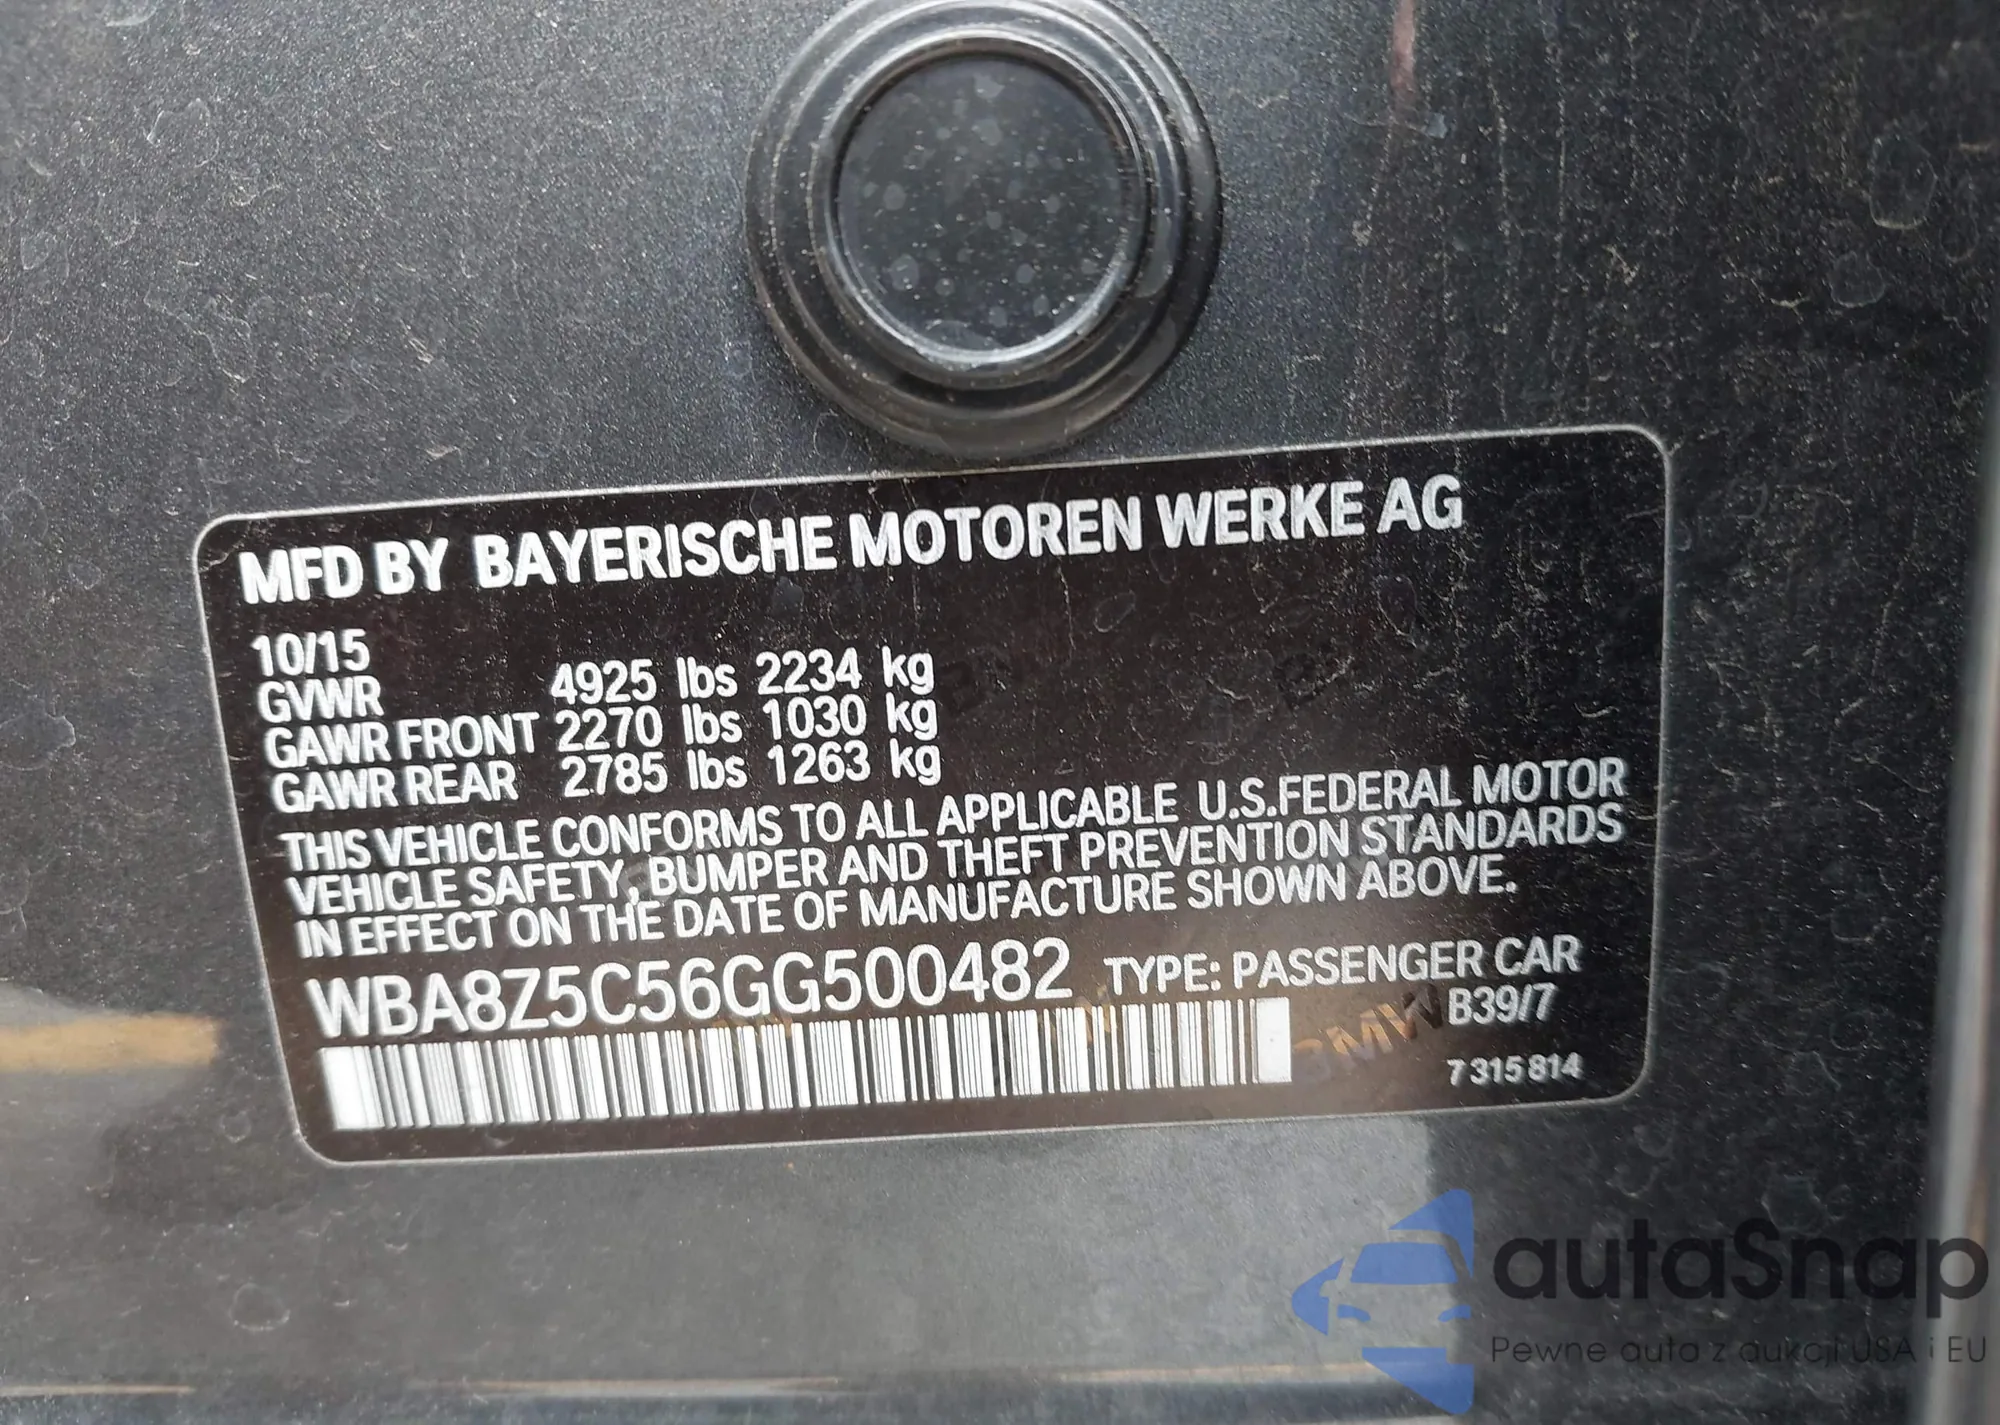 MFD BY BAYERISCHE MOTOREN WERKE AG
10/15
GVWR 4925 lbs 2234 kg
GAWR FRONT 2270 lbs 1030 kg
GAWR REAR 2785 lbs 1263 kg
THIS VEHICLE CONFORMS TO ALL APPLICABLE U.S.FEDERAL MOTOR
VEHICLE SAFETY, BUMPER AND THEFT PREVENTION STANDARDS
IN EFFECT ON THE DATE OF MANUFACTURE SHOWN ABOVE.
WBA8Z5C56GG500482 TYPE: PASSENGER CAR
B39/7
BMW
7 315 814
autaSnap
Pewne auta z aukcji USA i EU